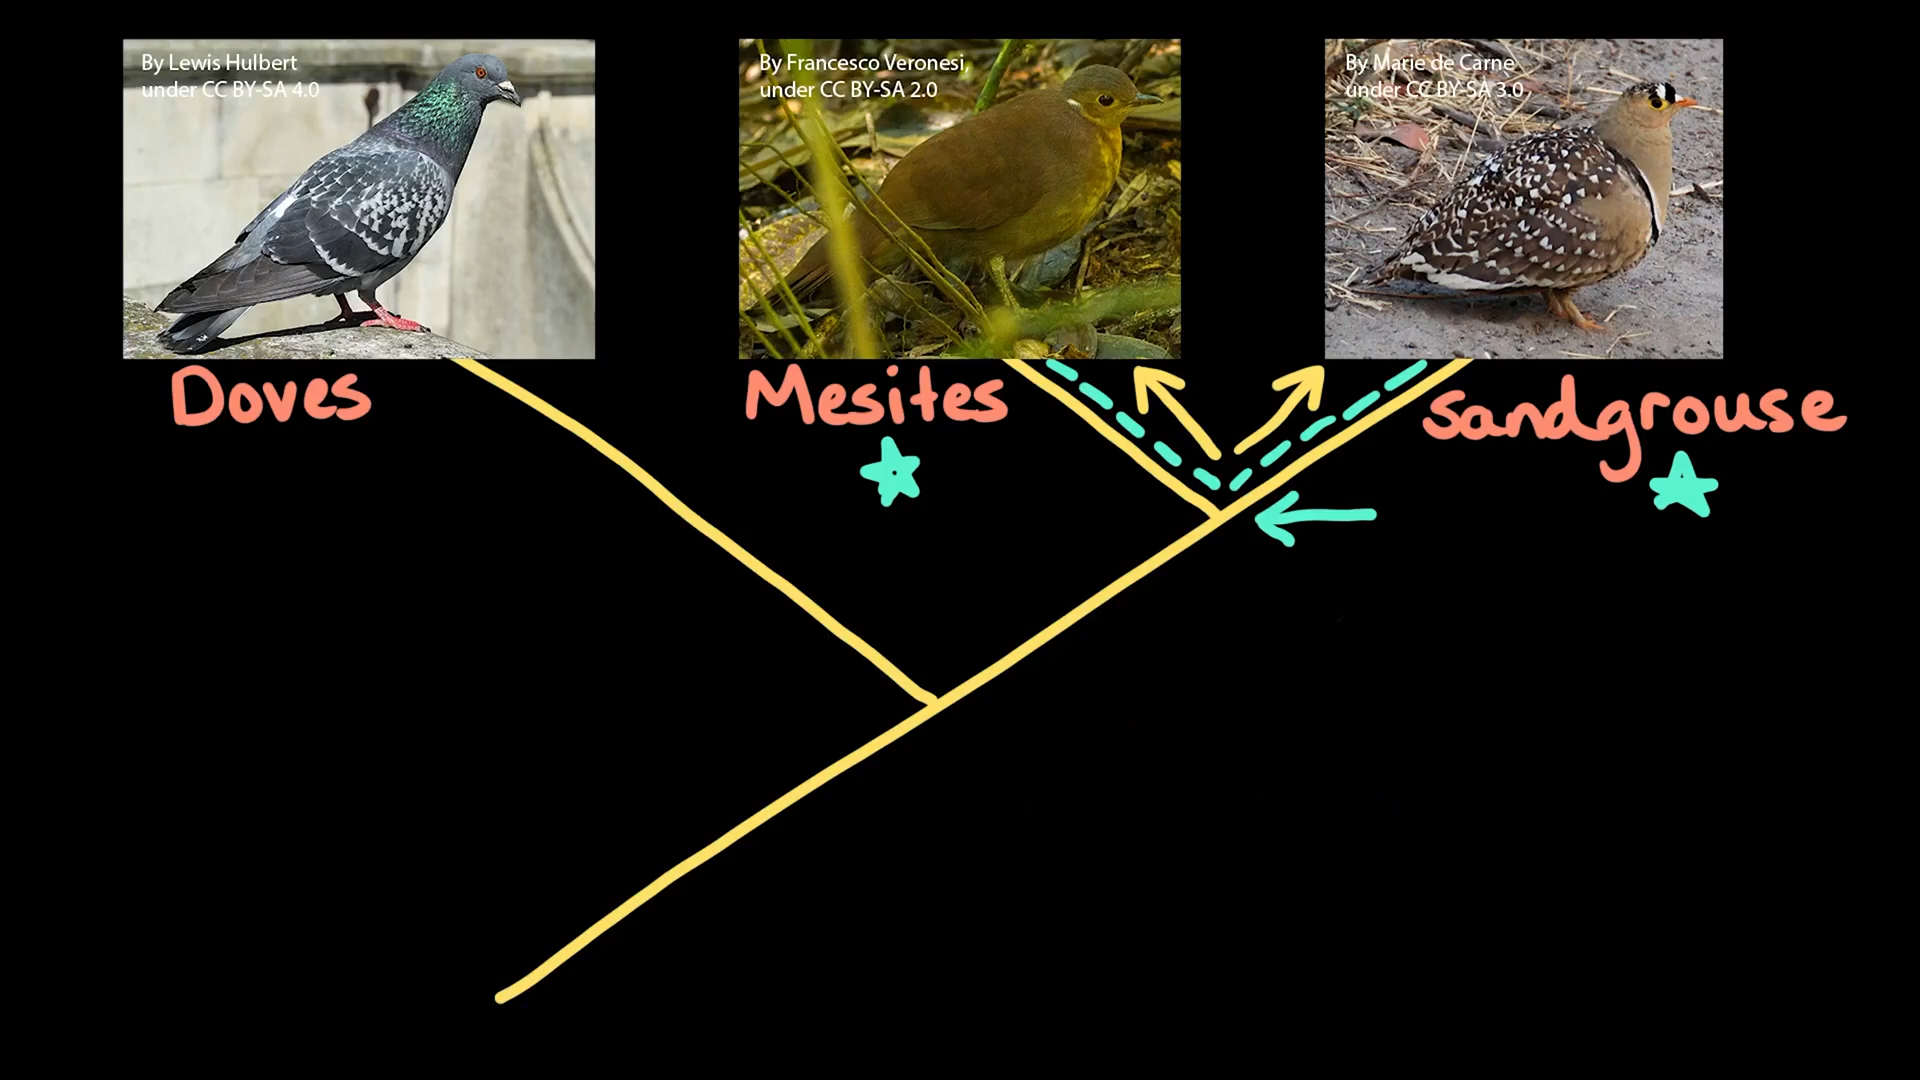 By Lewis Hulbert
under CC BY-SA 4.0
By Francesco Veronesi,
under CC BY-SA 2.0
By Marie de Carne
under CC BY-SA 3.0
Doves
Mesites
Sandgrouse